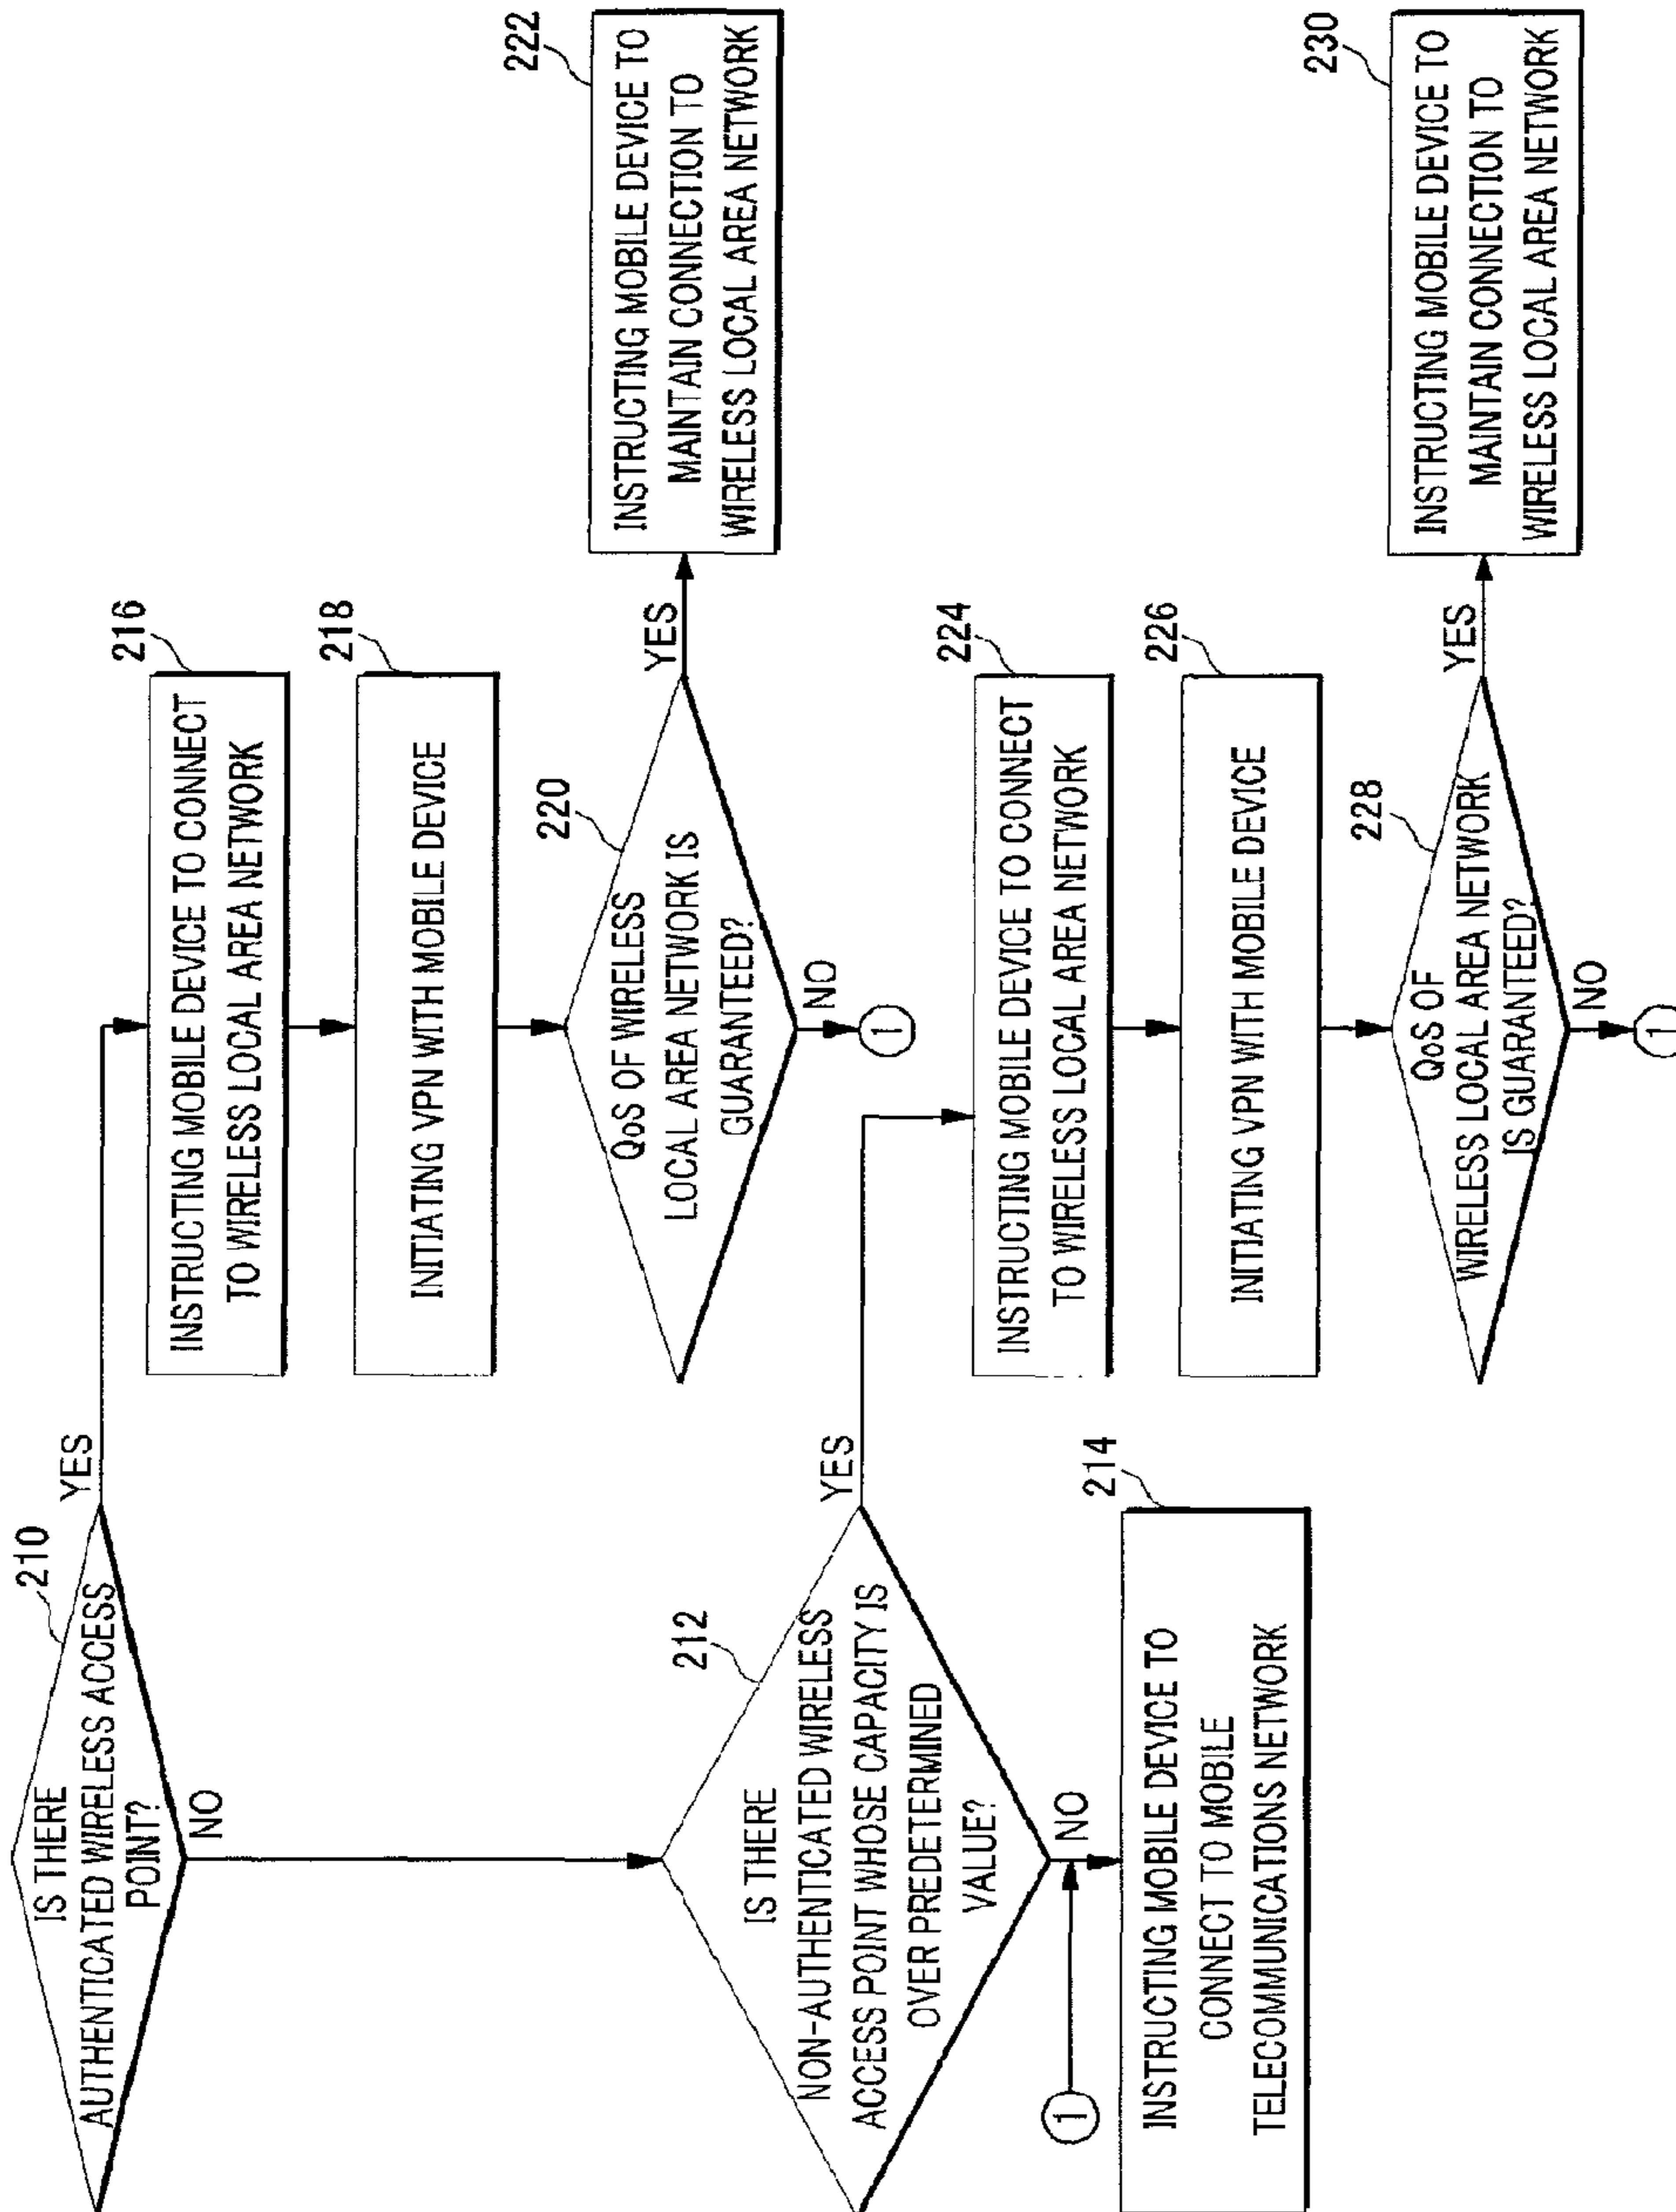 210
IS THERE
AUTHENTICATED WIRELESS ACCESS
POINT?
YES
NO
212
IS THERE
NON-AUTHENTICATED WIRELESS
ACCESS POINT WHOSE CAPACITY IS
OVER PREDETERMINED
VALUE?
YES
NO
1
214
INSTRUCTING MOBILE DEVICE TO
CONNECT TO MOBILE
TELECOMMUNICATIONS NETWORK
216
INSTRUCTING MOBILE DEVICE TO CONNECT
TO WIRELESS LOCAL AREA NETWORK
218
INITIATING VPN WITH MOBILE DEVICE
220
QoS OF WIRELESS
LOCAL AREA NETWORK IS
GUARANTEED?
YES
NO
1
222
INSTRUCTING MOBILE DEVICE TO
MAINTAIN CONNECTION TO
WIRELESS LOCAL AREA NETWORK
224
INSTRUCTING MOBILE DEVICE TO CONNECT
TO WIRELESS LOCAL AREA NETWORK
226
INITIATING VPN WITH MOBILE DEVICE
228
QoS OF
WIRELESS LOCAL AREA NETWORK
IS GUARANTEED?
YES
NO
1
230
INSTRUCTING MOBILE DEVICE TO
MAINTAIN CONNECTION TO
WIRELESS LOCAL AREA NETWORK